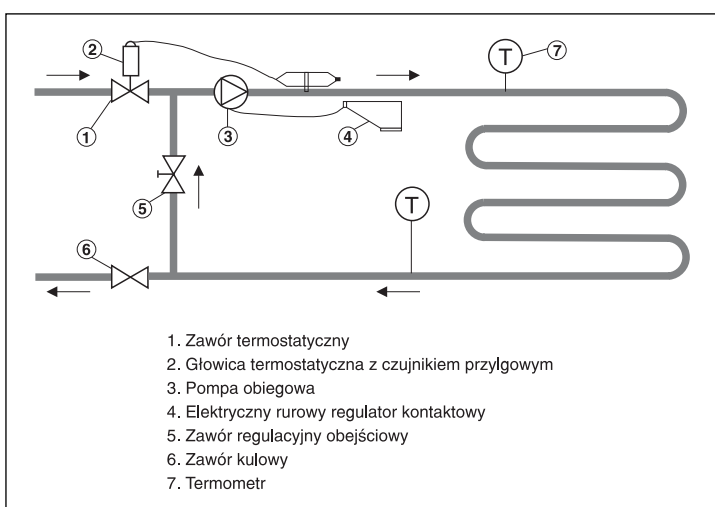 2
T
7
1
3
4
5
T
6
1. Zawór termostatyczny
2. Głowica termostatyczna z czujnikiem przylgowym
3. Pompa obiegowa
4. Elektryczny rurowy regulator kontaktowy
5. Zawór regulacyjny obejściowy
6. Zawór kulowy
7. Termometr